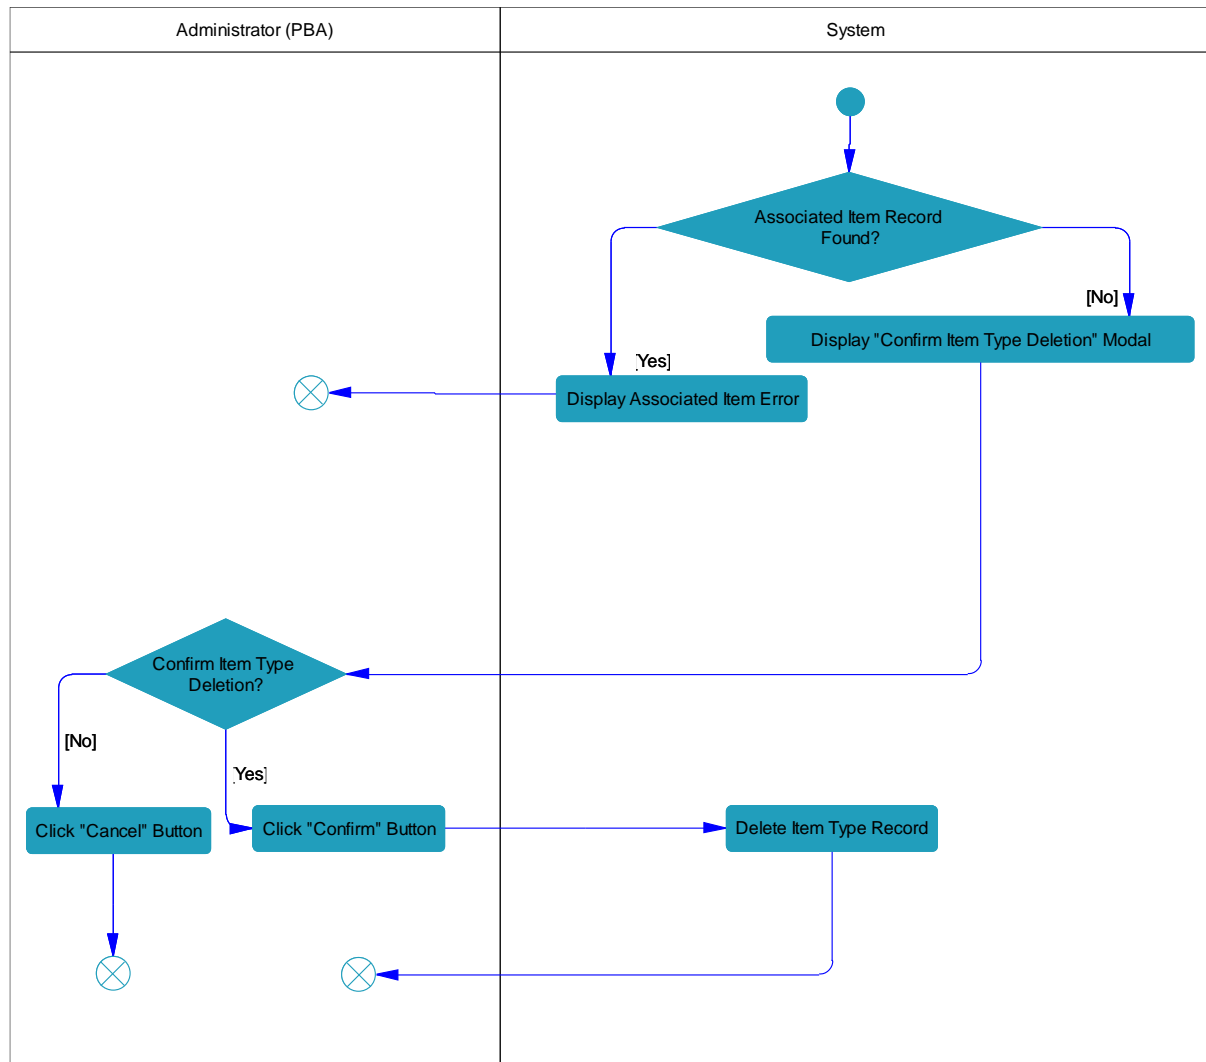 Administrator (PBA)
System
Associated Item Record
Found?
[No]
Display "Confirm Item Type Deletion" Modal
[Yes]
Display Associated Item Error
Confirm Item Type
Deletion?
[No]
[Yes]
Click "Cancel" Button
Click "Confirm" Button
Delete Item Type Record